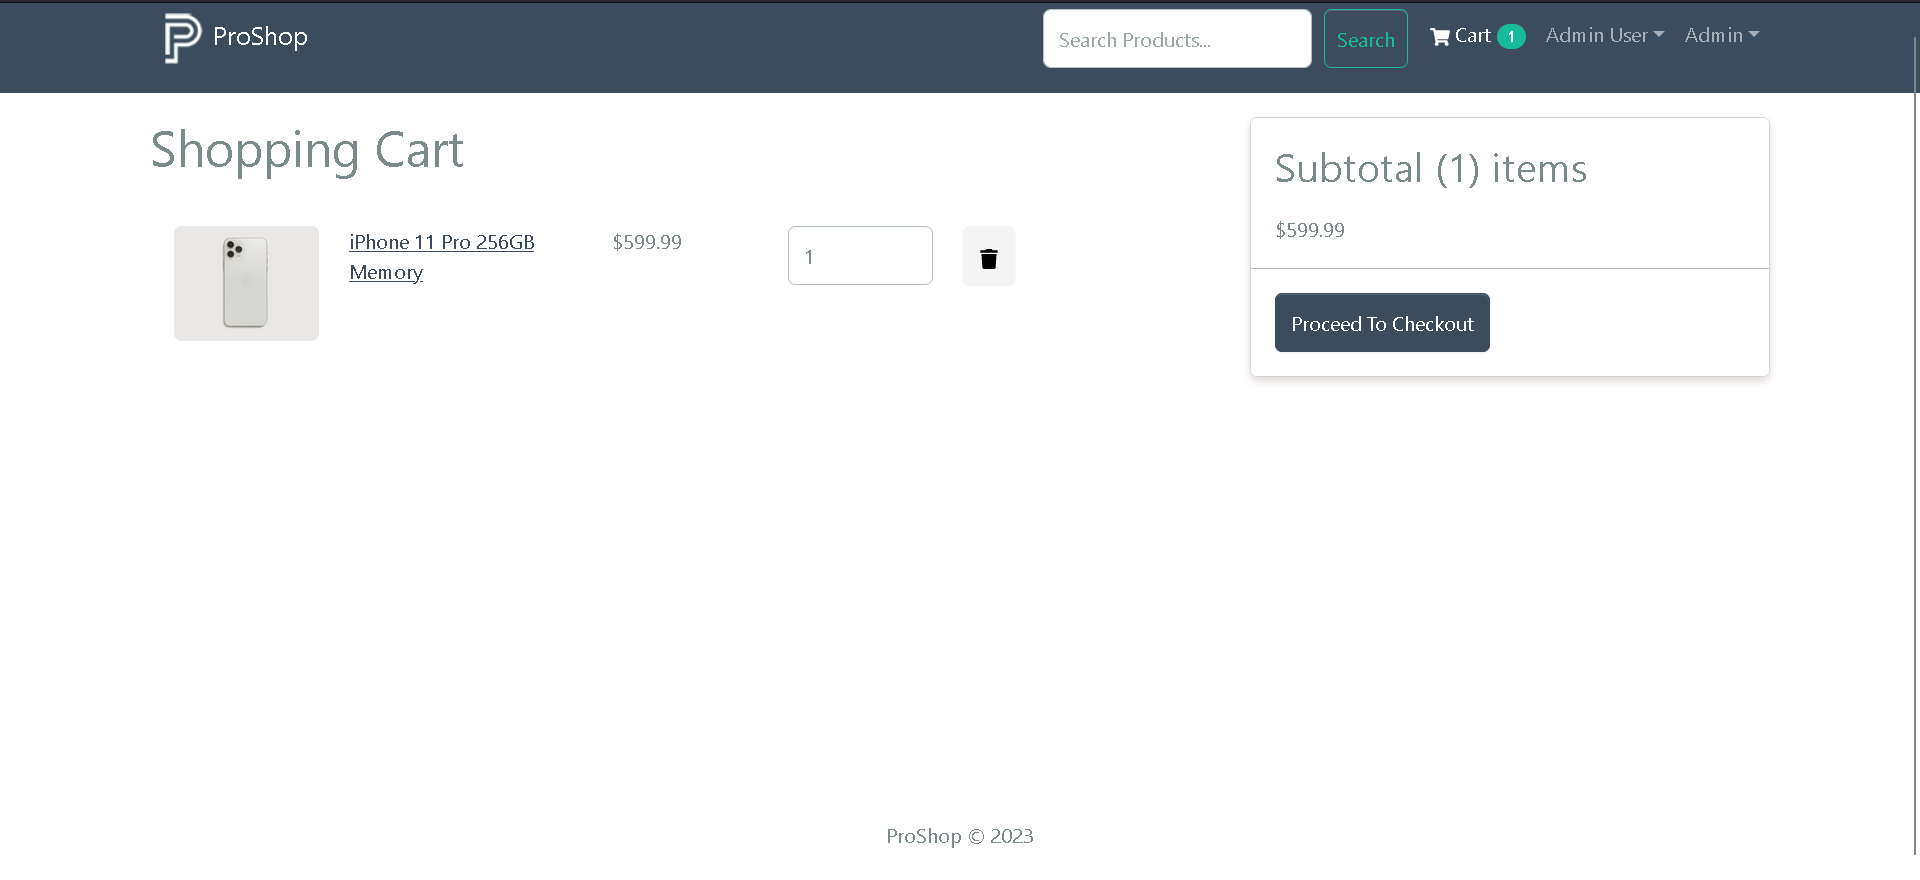 ProShop
Search Products...
Search
Cart 1
Admin User
Admin
Shopping Cart
iPhone 11 Pro 256GB
Memory
$599.99
1
Subtotal (1) items
$599.99
Proceed To Checkout
ProShop © 2023